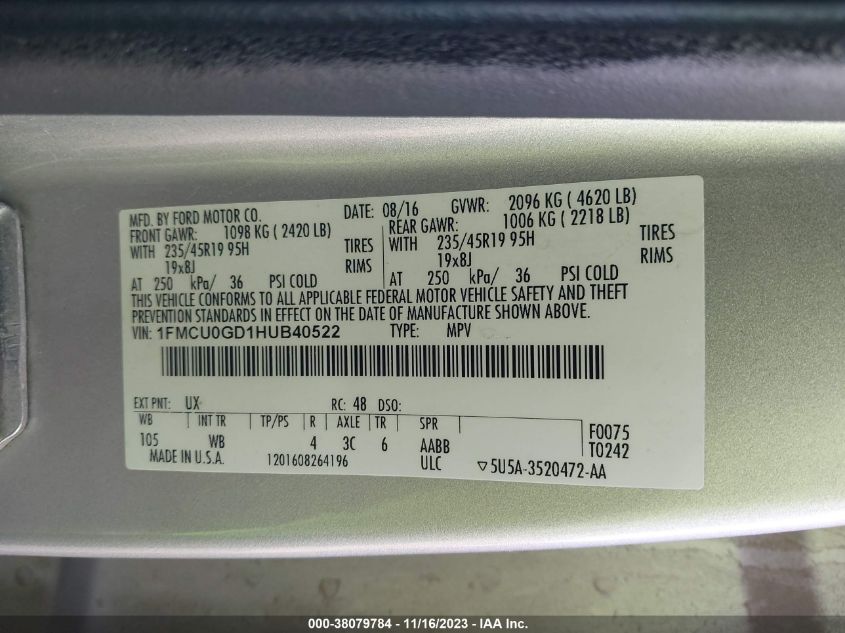 MFD. BY FORD MOTOR CO. DATE: 08/16 GVWR: 2096 KG ( 4620 LB)
FRONT GAWR: 1098 KG ( 2420 LB) REAR GAWR: 1006 KG ( 2218 LB)
WITH 235/45R19 95H TIRES WITH 235/45R19 95H TIRES
19x8J RIMS 19x8J RIMS
AT 250 kPa/ 36 PSI COLD AT 250 kPa/ 36 PSI COLD
THIS VEHICLE CONFORMS TO ALL APPLICABLE FEDERAL MOTOR VEHICLE SAFETY AND THEFT
PREVENTION STANDARDS IN EFFECT ON THE DATE OF MANUFACTURE SHOWN ABOVE.
VIN: 1FMCU0GD1HUB40522 TYPE: MPV
EXT PNT: UX RC: 48 DSO:
WB INT TR TP/PS R AXLE TR SPR
105 WB 4 3C 6 AABB F0075
MADE IN U.S.A. 1201608264196 ULC T0242
▽5U5A-3520472-AA
000-38079784 - 11/16/2023 - IAA Inc.